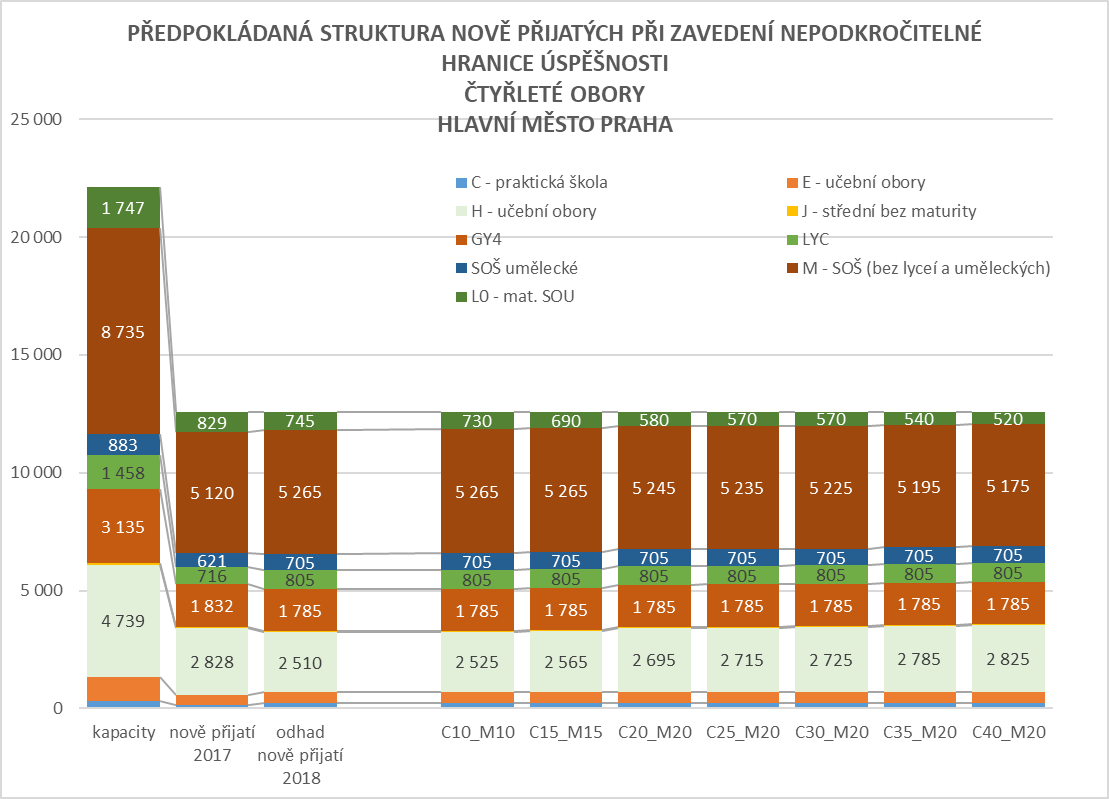 PŘEDPOKLÁDANÁ STRUKTURA NOVĚ PŘIJATÝCH PŘI ZAVEDENÍ NEPODKROČITELNÉ
HRANICE ÚSPĚŠNOSTI
ČTYŘLETÉ OBORY
HLAVNÍ MĚSTO PRAHA
25 000
20 000
15 000
10 000
5 000
0
C - praktická škola
E - učební obory
H - učební obory
J - střední bez maturity
GY4
LYC
SOŠ umělecké
M - SOŠ (bez lyceí a uměleckých)
L0 - mat. SOU
1 747
8 735
883
1 458
3 135
4 739
829
5 120
621
716
1 832
2 828
745
5 265
705
805
1 785
2 510
730
5 265
705
805
1 785
2 525
690
5 265
705
805
1 785
2 565
580
5 245
705
805
1 785
2 695
570
5 235
705
805
1 785
2 715
570
5 225
705
805
1 785
2 725
540
5 195
705
805
1 785
2 785
520
5 175
705
805
1 785
2 825
kapacity
nově přijatí
2017
odhad
nově přijatí
2018
C10_M10
C15_M15
C20_M20
C25_M20
C30_M20
C35_M20
C40_M20